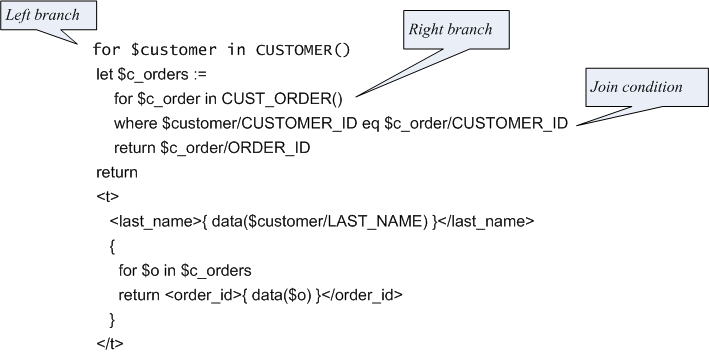 Left branch
Right branch
for $customer in CUSTOMER()
let $c_orders :=
Join condition
for $c_order in CUST_ORDER()
where $customer/CUSTOMER_ID eq $c_order/CUSTOMER_ID
return $c_order/ORDER_ID
return
<t>
<last_name>{ data($customer/LAST_NAME) }</last_name>
{
for $o in $c_orders
return <order_id>{ data($o) }</order_id>
}
</t>